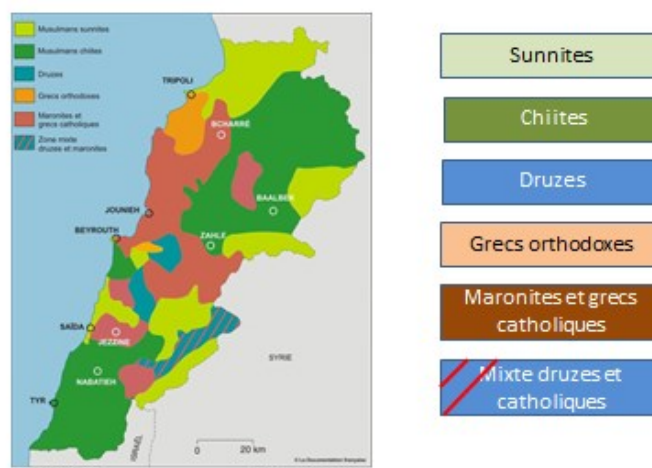 Musulmans sunnites
Musulmans chiites
Druzes
Grecs orthodoxes
Maronites et
grecs catholiques
Zone mixte
druzes et maronites
TRIPOLI
BCHARRÉ
BAALBEK
JOUNIEH
BEYROUTH
ZAHLÉ
SAÏDA
JEZZINE
NABATIEH
TYR
SYRIE
ISRAËL
0 20 km
© La Documentation française
Sunnites
Chiites
Druzes
Grecs orthodoxes
Maronites et grecs
catholiques
Mixte druzes et
catholiques